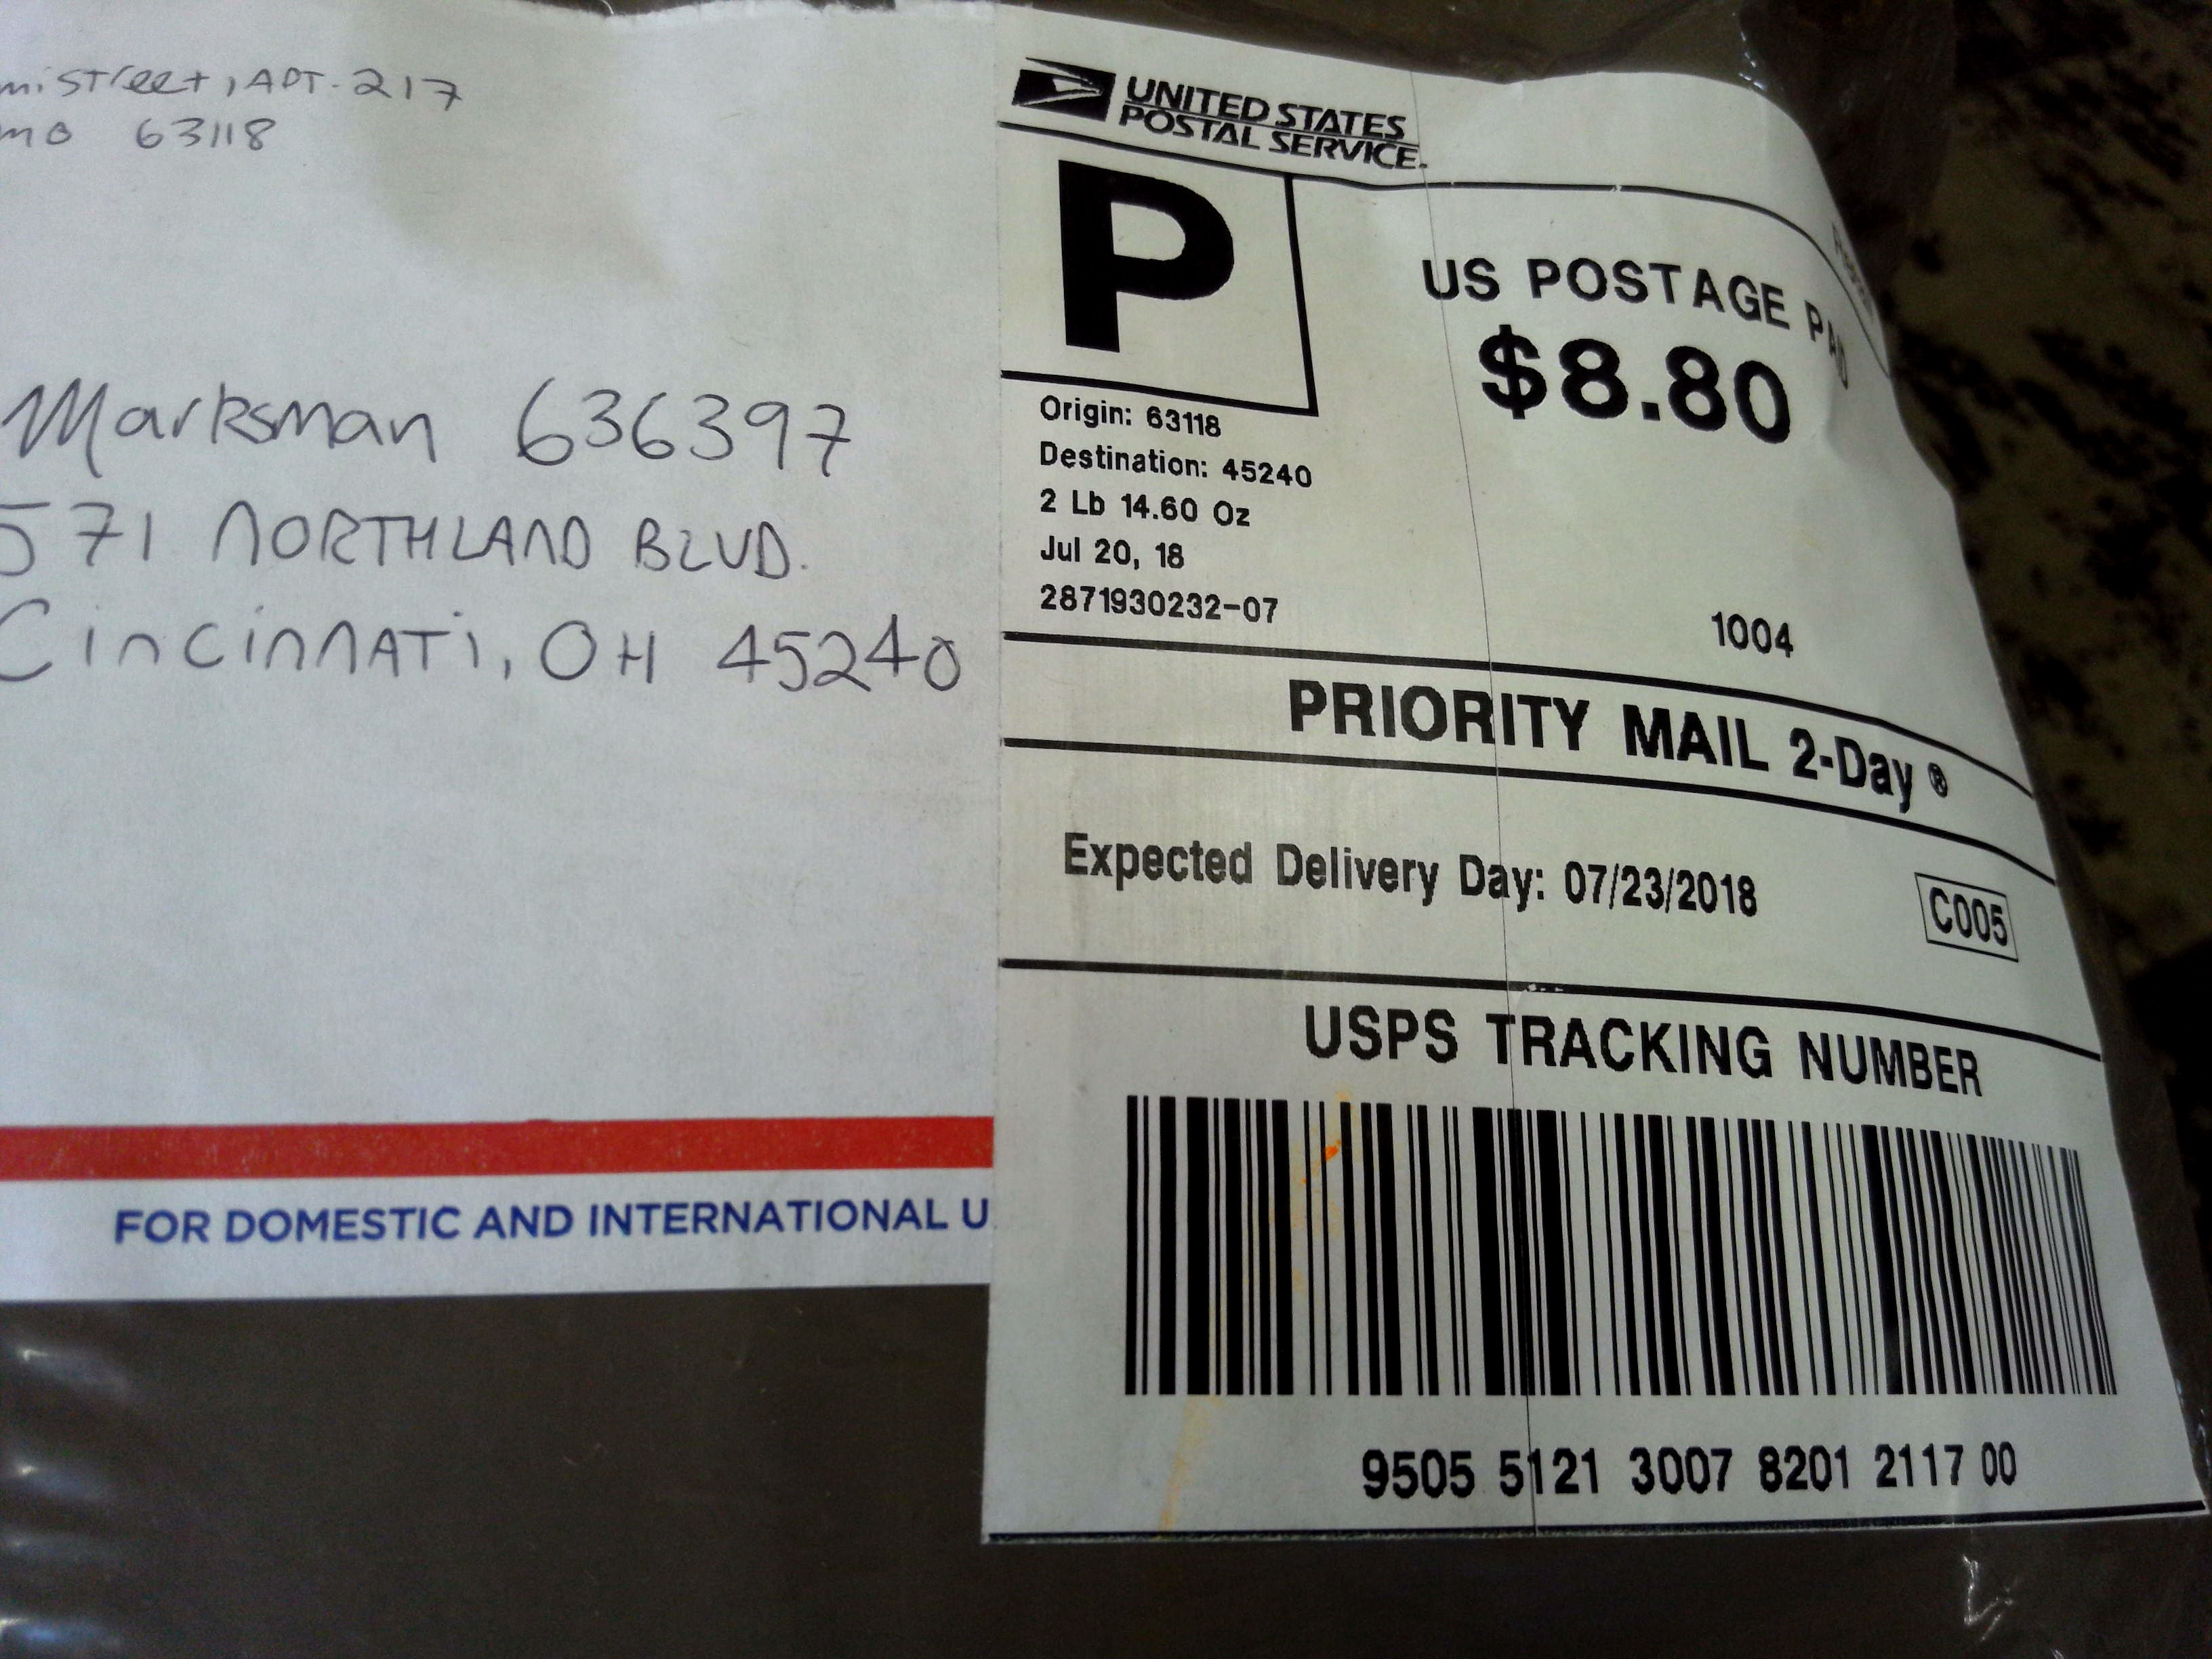 mi street, APT. 217
mo 63118
Marksman 636397
571 NORTHLAND BLVD.
Cincinnati, OH 45240
FOR DOMESTIC AND INTERNATIONAL U
UNITED STATES
POSTAL SERVICE.
P
US POSTAGE PAID
$8.80
Origin: 63118
Destination: 45240
2 Lb 14.60 Oz
Jul 20, 18
2871930232-07
1004
PRIORITY MAIL 2-Day ®
Expected Delivery Day: 07/23/2018
C005
USPS TRACKING NUMBER
9505 5121 3007 8201 2117 00